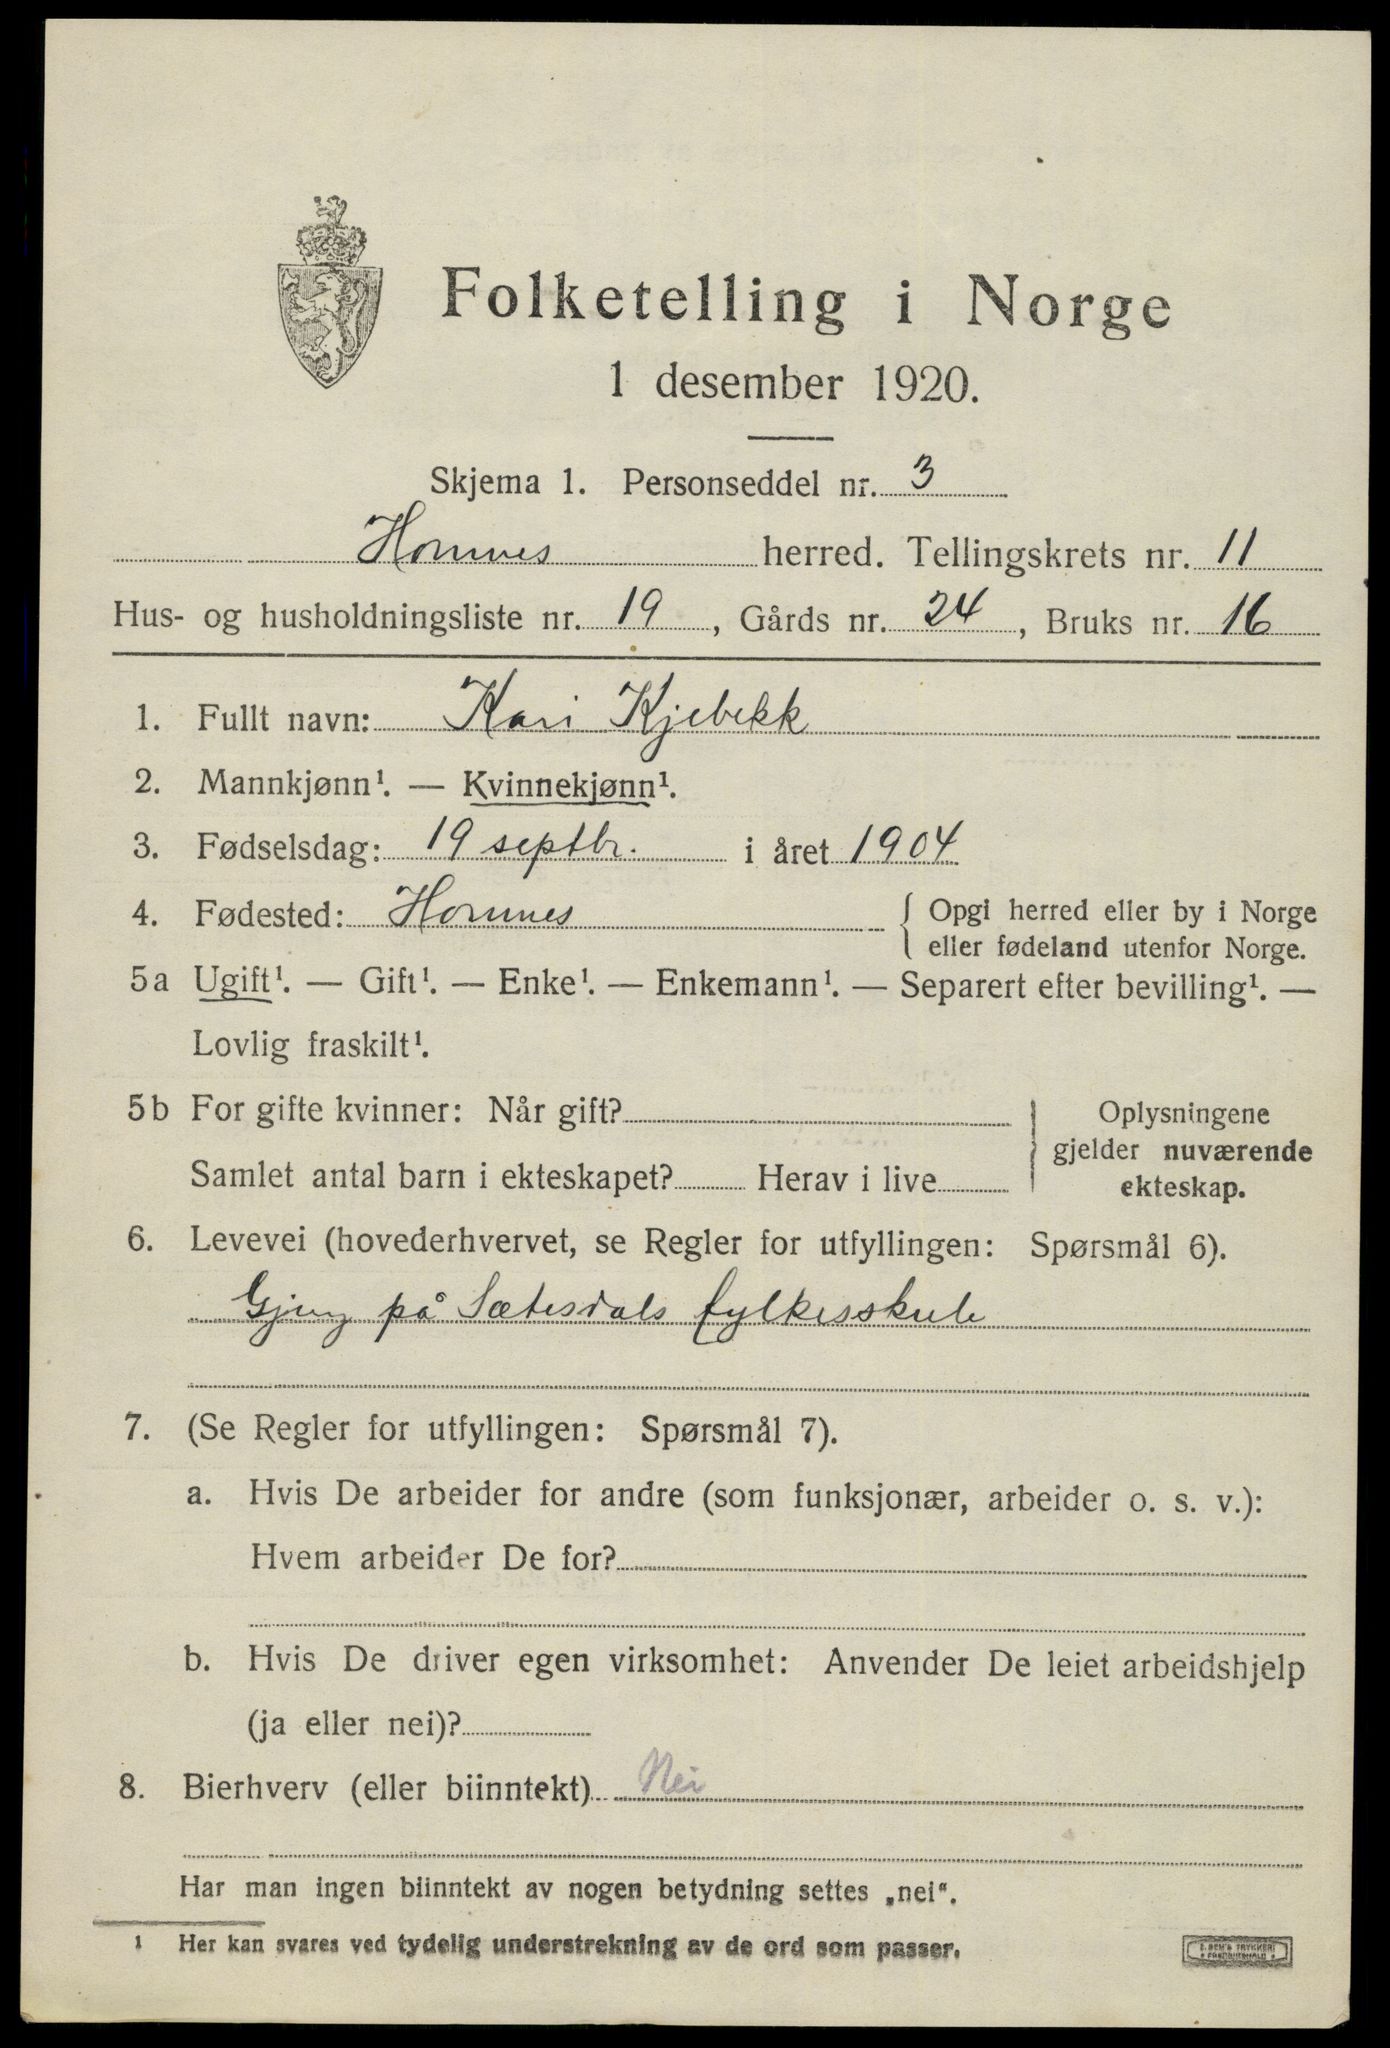 Folketelling i Norge
1 desember 1920.
Skjema 1. Personseddel nr. 3
Hornnes herred. Tellingskrets nr. 11
Hus- og husholdningsliste nr. 19, Gårds nr. 24, Bruks nr. 16
1. Fullt navn: Kari Kjebekk
2. Mannkjønn¹. — Kvinnekjønn¹.
3. Fødselsdag: 19 septbr. i året 1904
4. Fødested: Hornnes { Opgi herred eller by i Norge
eller fødeland utenfor Norge.
5a Ugift¹. — Gift¹. — Enke¹. — Enkemann¹. — Separert efter bevilling¹. —
Lovlig fraskilt¹.
5b For gifte kvinner: Når gift? } Oplysningene
gjelder nuværende
Samlet antal barn i ekteskapet? Herav i live
ekteskap.
6. Levevei (hovederhvervet, se Regler for utfyllingen: Spørsmål 6).
Gjeng på Sætesdals fylkesskule
7. (Se Regler for utfyllingen: Spørsmål 7).
a. Hvis De arbeider for andre (som funksjonær, arbeider o. s. v.):
Hvem arbeider De for?
b. Hvis De driver egen virksomhet: Anvender De leiet arbeidshjelp
(ja eller nei)?
8. Bierhverv (eller biinntekt) Nei
Har man ingen biinntekt av nogen betydning settes „nei“.
¹ Her kan svares ved tydelig understrekning av de ord som passer.